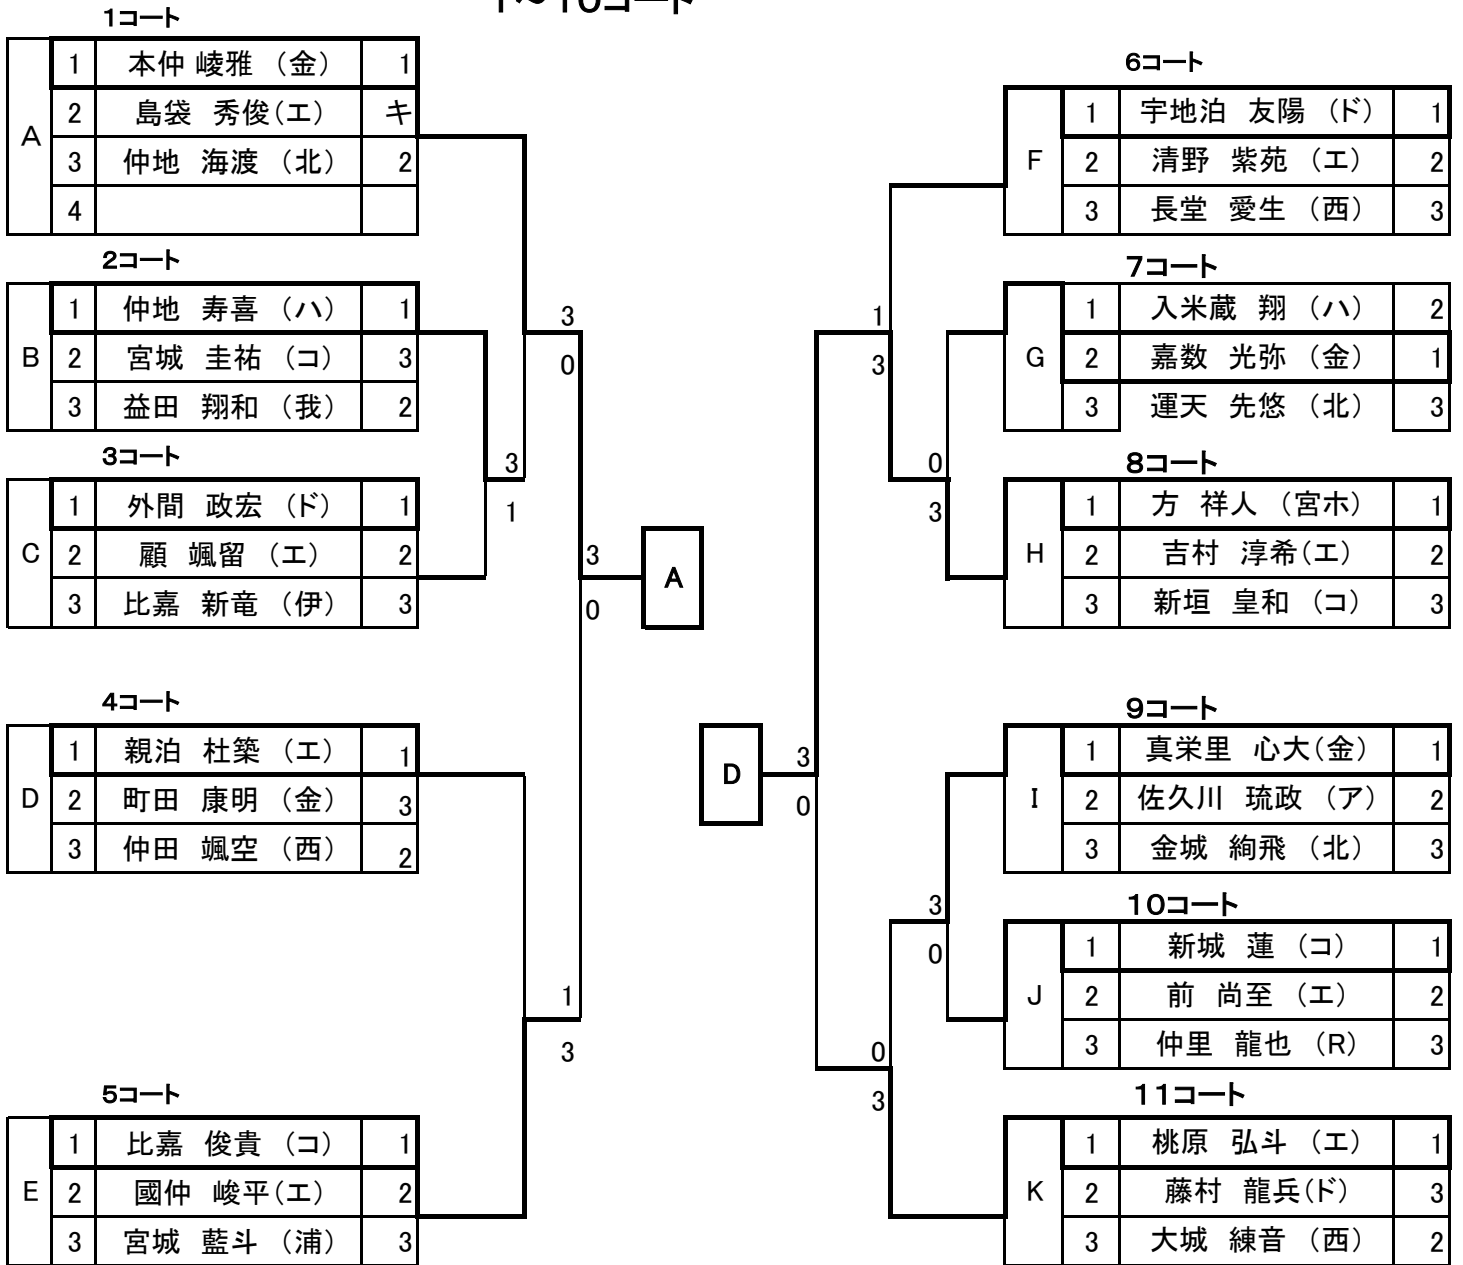 1～10コート
1コート
A
1 本仲 崚雅 （金） 1
2 島袋 秀俊（エ） キ
3 仲地 海渡 （北） 2
4
2コート
B
1 仲地 寿喜 （ハ） 1
2 宮城 圭祐 （コ） 3
3 益田 翔和 （我） 2
3コート
C
1 外間 政宏 （ド） 1
2 顧 颯留 （エ） 2
3 比嘉 新竜 （伊） 3
4コート
D
1 親泊 杜築 （エ） 1
2 町田 康明 （金） 3
3 仲田 颯空 （西） 2
5コート
E
1 比嘉 俊貴 （コ） 1
2 國仲 峻平（エ） 2
3 宮城 藍斗 （浦） 3
3
0
3
1
3
0
A
1
3
6コート
F
1 宇地泊 友陽 （ド） 1
2 清野 紫苑 （エ） 2
3 長堂 愛生 （西） 3
7コート
G
1 入米蔵 翔 （ハ） 2
2 嘉数 光弥 （金） 1
3 運天 先悠 （北） 3
8コート
H
1 方 祥人 （宮ホ） 1
2 吉村 淳希（エ） 2
3 新垣 皇和 （コ） 3
9コート
I
1 真栄里 心大（金） 1
2 佐久川 琉政 （ア） 2
3 金城 絢飛 （北） 3
10コート
J
1 新城 蓮 （コ） 1
2 前 尚至 （エ） 2
3 仲里 龍也 （R） 3
11コート
K
1 桃原 弘斗 （エ） 1
2 藤村 龍兵（ド） 3
3 大城 練音 （西） 2
1
3
0
3
D
3
0
3
0
0
3